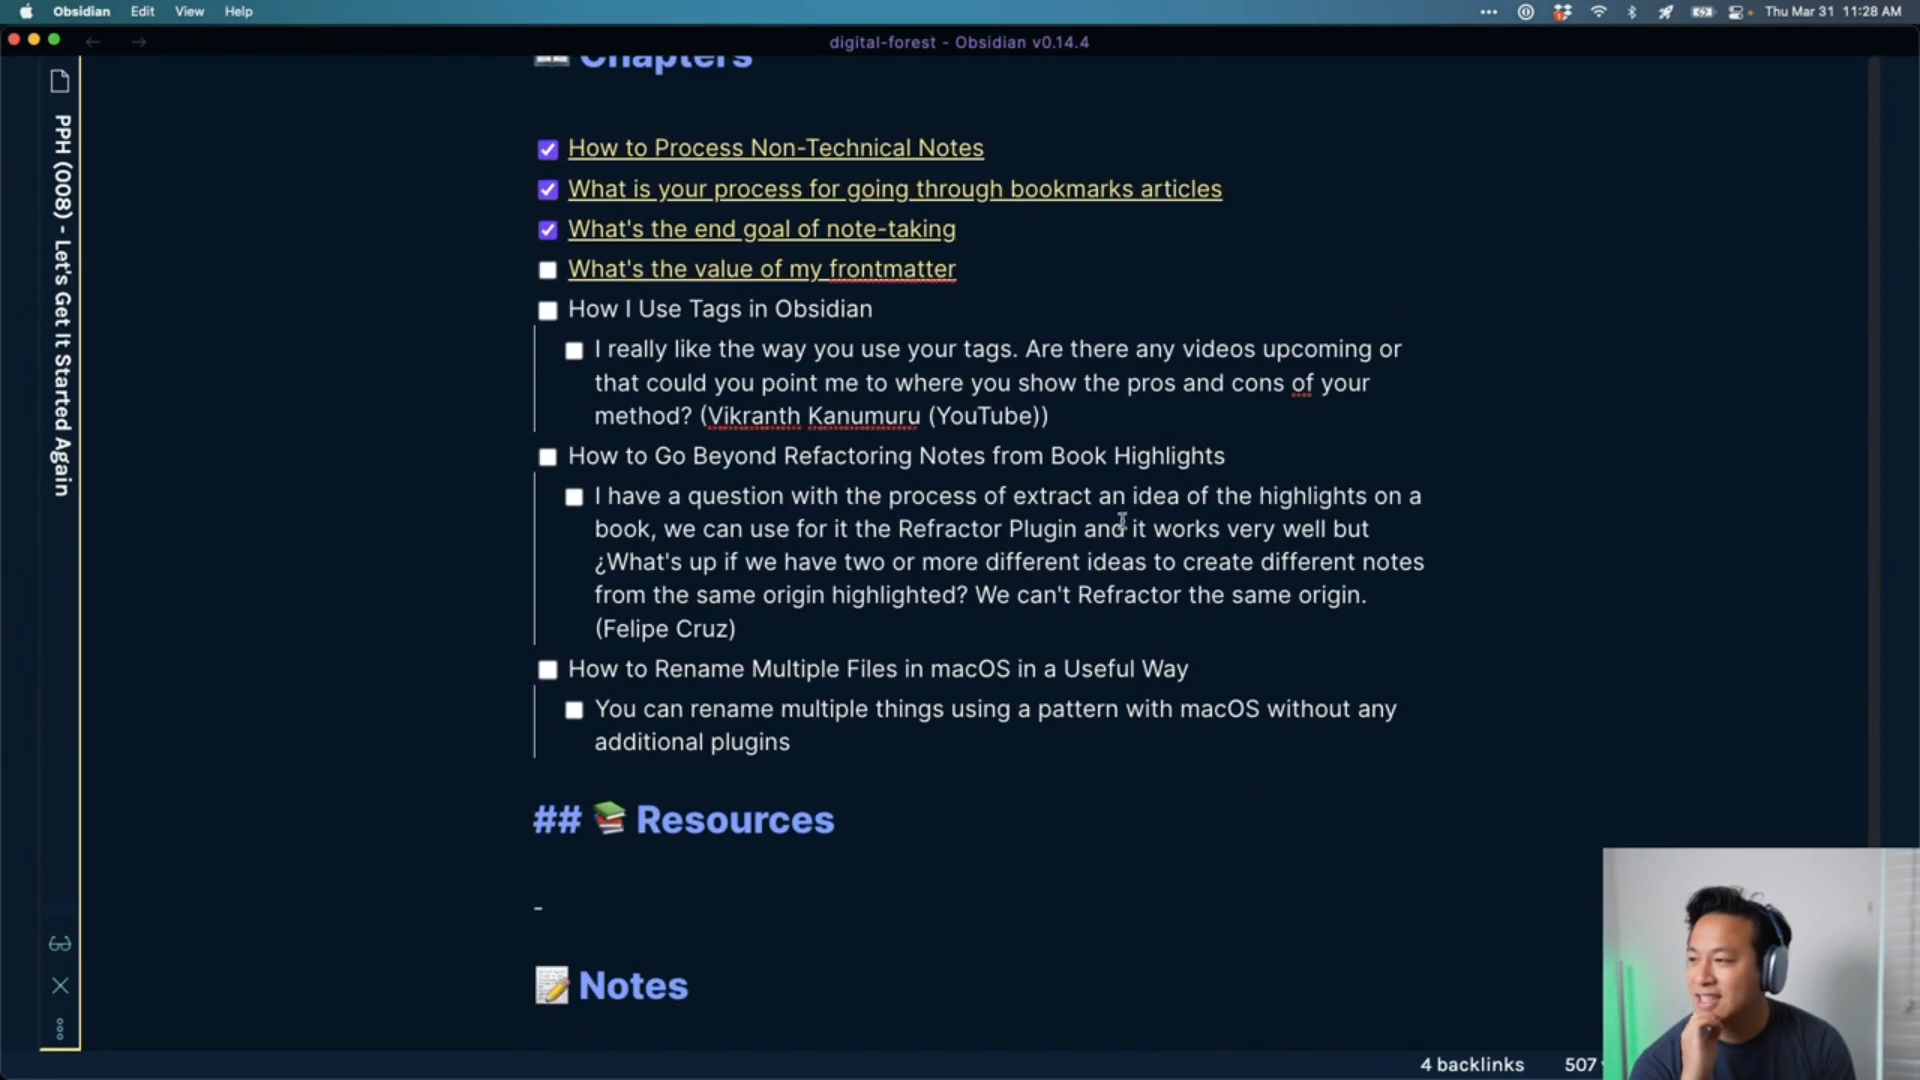 Obsidian Edit View Help
Thu Mar 31 11:28 AM
digital-forest - Obsidian v0.14.4
PPH (008) - Let's Get It Started Again
Chapters
How to Process Non-Technical Notes
What is your process for going through bookmarks articles
What's the end goal of note-taking
What's the value of my frontmatter
How I Use Tags in Obsidian
I really like the way you use your tags. Are there any videos upcoming or
that could you point me to where you show the pros and cons of your
method? (Vikranth Kanumuru (YouTube))
How to Go Beyond Refactoring Notes from Book Highlights
I have a question with the process of extract an idea of the highlights on a
book, we can use for it the Refractor Plugin and it works very well but
¿What's up if we have two or more different ideas to create different notes
from the same origin highlighted? We can't Refractor the same origin.
(Felipe Cruz)
How to Rename Multiple Files in macOS in a Useful Way
You can rename multiple things using a pattern with macOS without any
additional plugins
## 📚 Resources
-
📝 Notes
4 backlinks 507